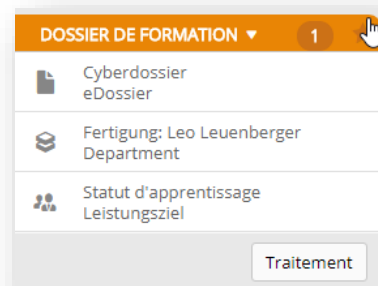 DOSSIER DE FORMATION ▼ 1
Cyberdossier
eDossier
Fertigung: Leo Leuenberger
Department
Statut d'apprentissage
Leistungsziel
Traitement